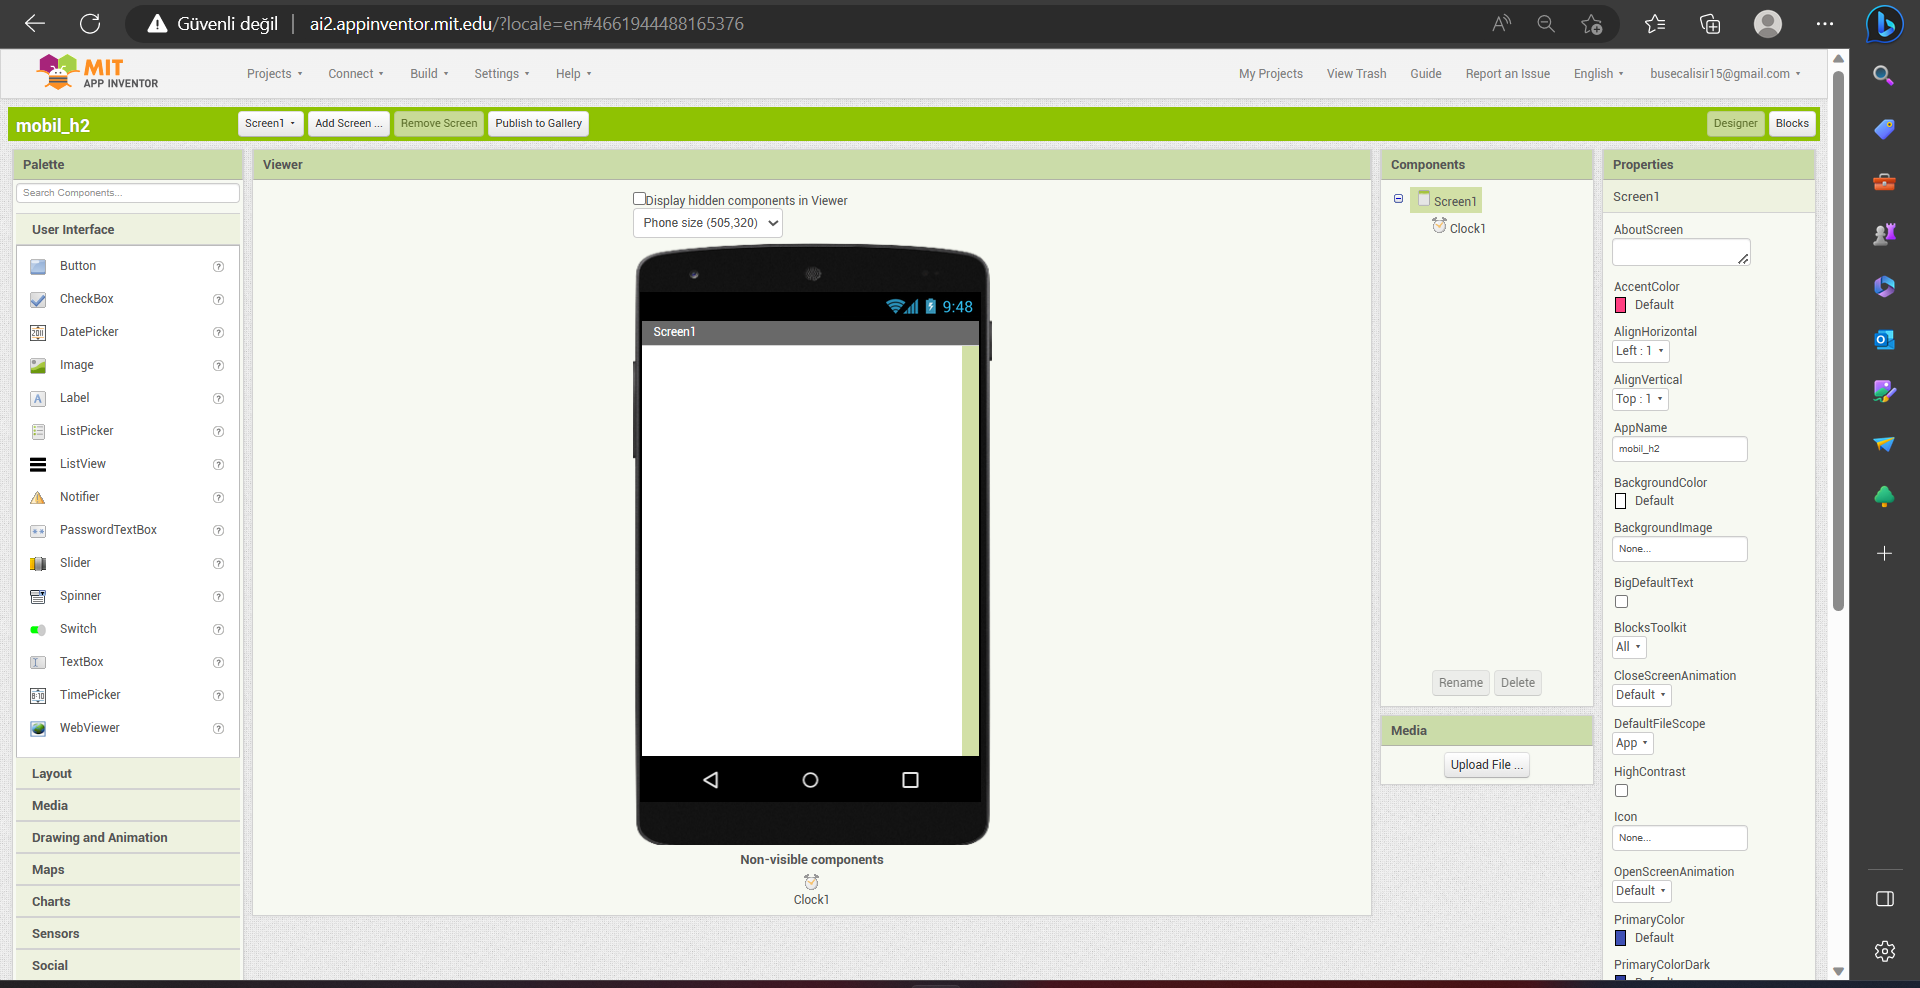 Güvenli değil
ai2.appinventor.mit.edu/?locale=en#4661944488165376
MIT
APP INVENTOR
Projects
Connect
Build
Settings
Help
My Projects
View Trash
Guide
Report an Issue
English
busecalisir15@gmail.com
mobil_h2
Screen1
Add Screen ...
Remove Screen
Publish to Gallery
Designer
Blocks
Palette
Search Components...
User Interface
Button
CheckBox
DatePicker
Image
Label
ListPicker
ListView
Notifier
PasswordTextBox
Slider
Spinner
Switch
TextBox
TimePicker
WebViewer
Layout
Media
Drawing and Animation
Maps
Charts
Sensors
Social
Viewer
Display hidden components in Viewer
Phone size (505,320)
9:48
Screen1
Non-visible components
Clock1
Components
Screen1
Clock1
Rename
Delete
Media
Upload File ...
Properties
Screen1
AboutScreen
AccentColor
Default
AlignHorizontal
Left : 1
AlignVertical
Top : 1
AppName
mobil_h2
BackgroundColor
Default
BackgroundImage
None...
BigDefaultText
BlocksToolkit
All
CloseScreenAnimation
Default
DefaultFileScope
App
HighContrast
Icon
None...
OpenScreenAnimation
Default
PrimaryColor
Default
PrimaryColorDark